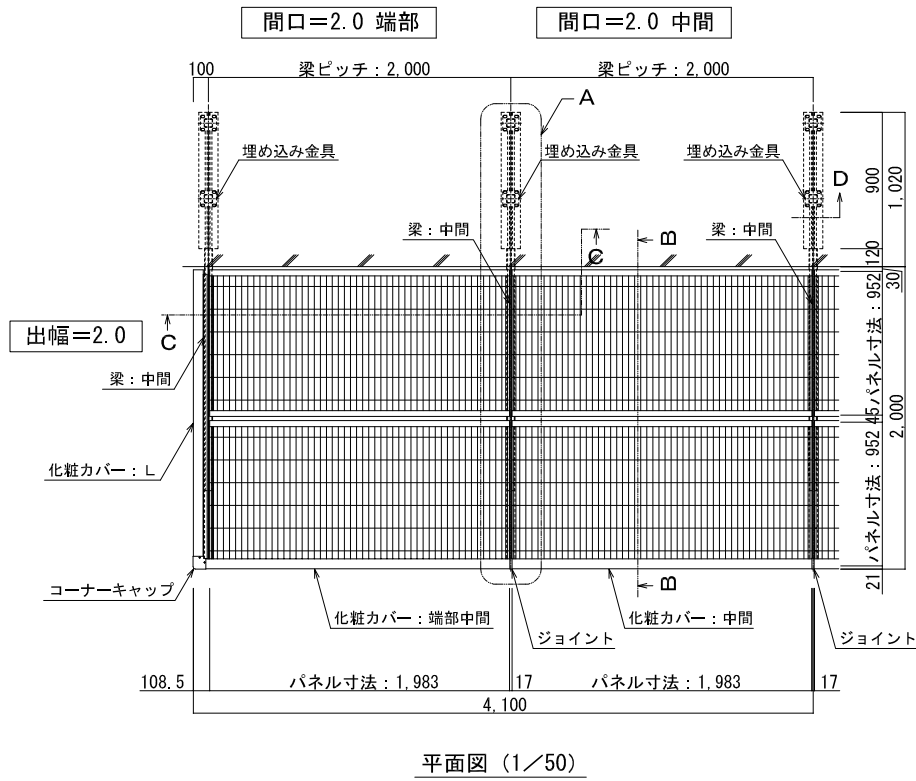 間口=2.0 端部
間口=2.0 中間
100
梁ピッチ:2,000
梁ピッチ:2,000
A
埋め込み金具
埋め込み金具
埋め込み金具
D
900
1,020
梁:中間
C
B
梁:中間
120
30
出幅=2.0
C
梁:中間
パネル寸法:952
45
2,000
化粧カバー:L
パネル寸法:952
コーナーキャップ
B
21
化粧カバー:端部中間
化粧カバー:中間
ジョイント
ジョイント
108.5
パネル寸法:1,983
17
パネル寸法:1,983
17
4,100
平面図 (1/50)